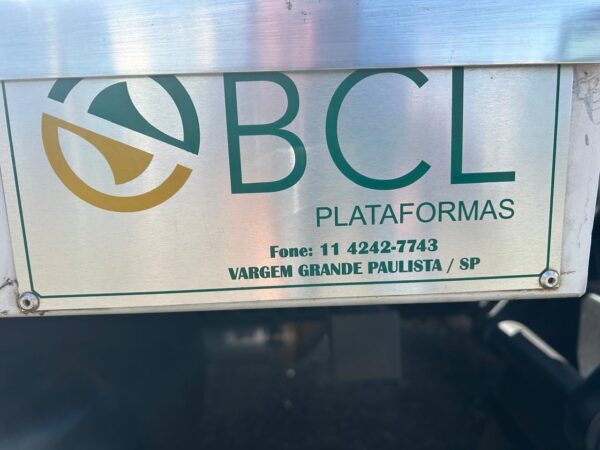 BCL
PLATAFORMAS
Fone: 11 4242-7743
VARGEM GRANDE PAULISTA / SP